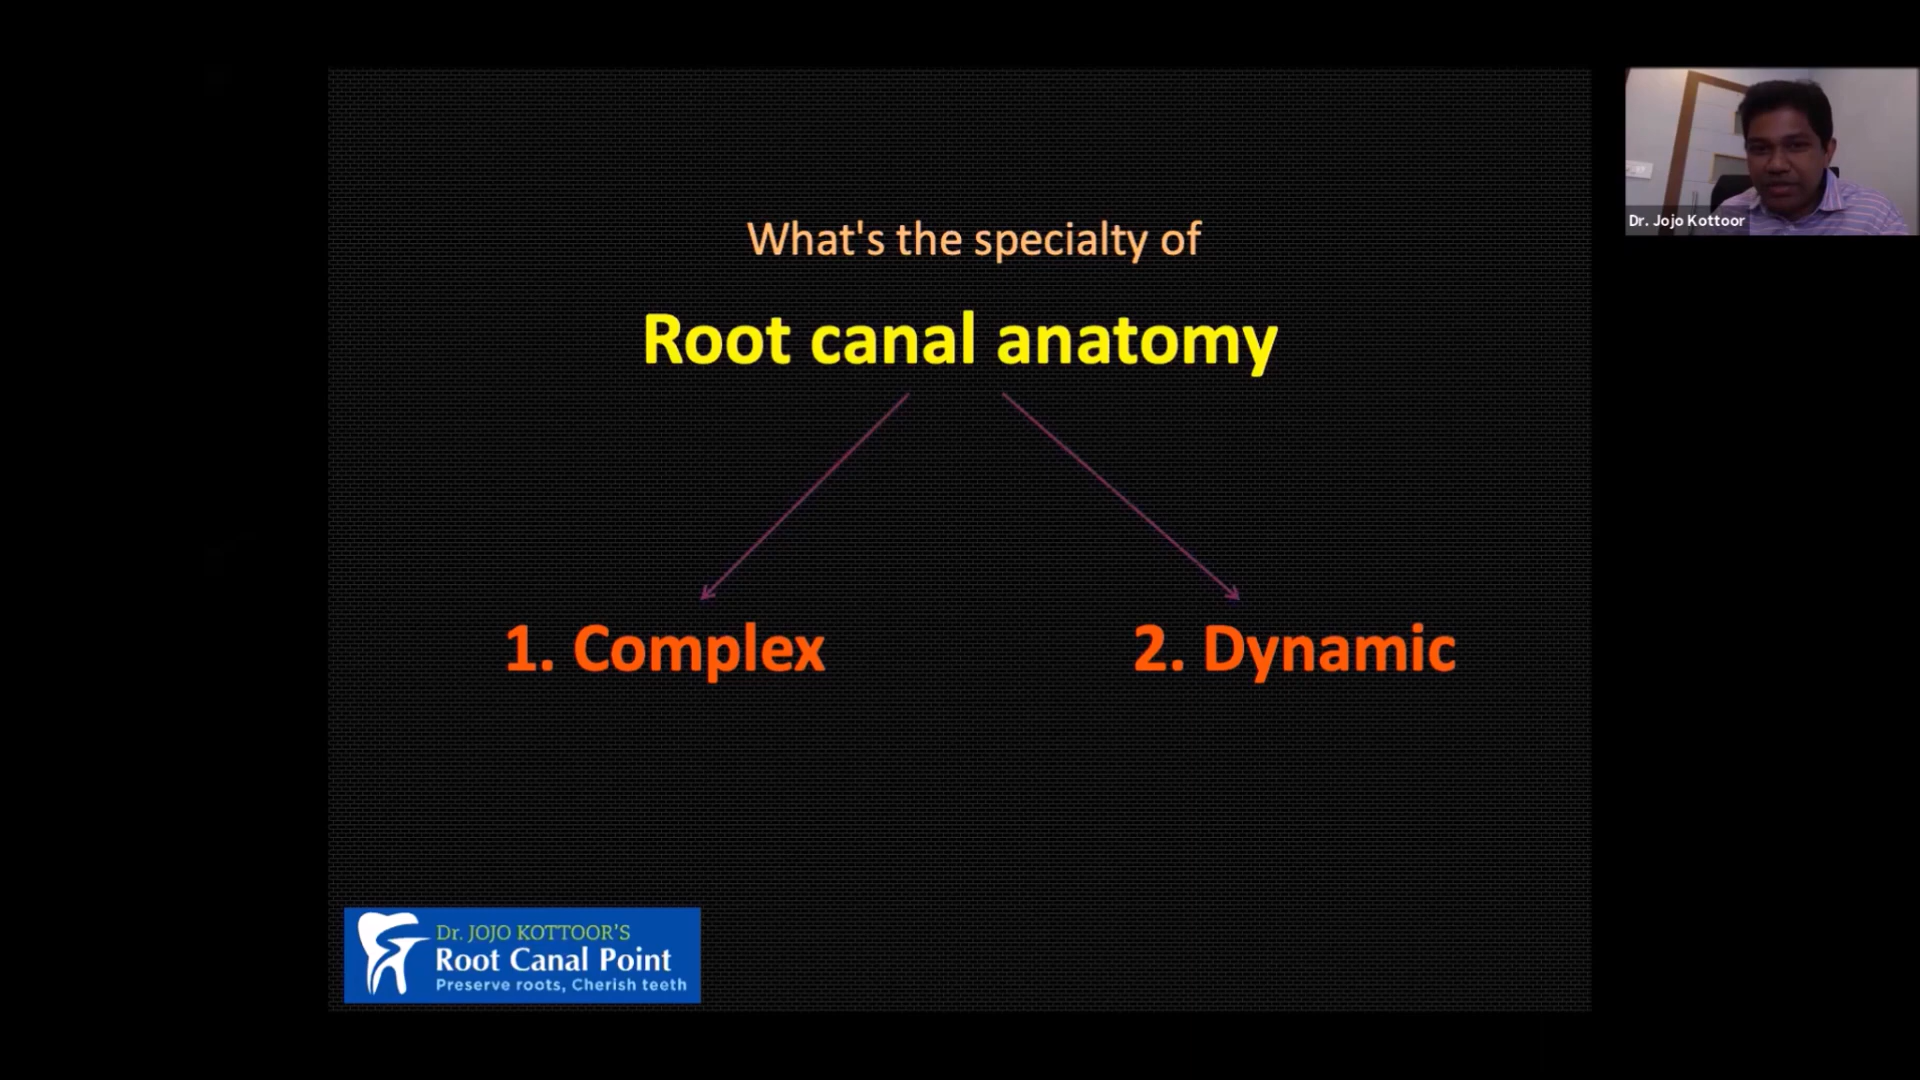 What's the specialty of
Root canal anatomy
1. Complex
2. Dynamic
Dr. Jojo Kottoor
Dr. JOJO KOTTOOR'S
Root Canal Point
Preserve roots, Cherish teeth